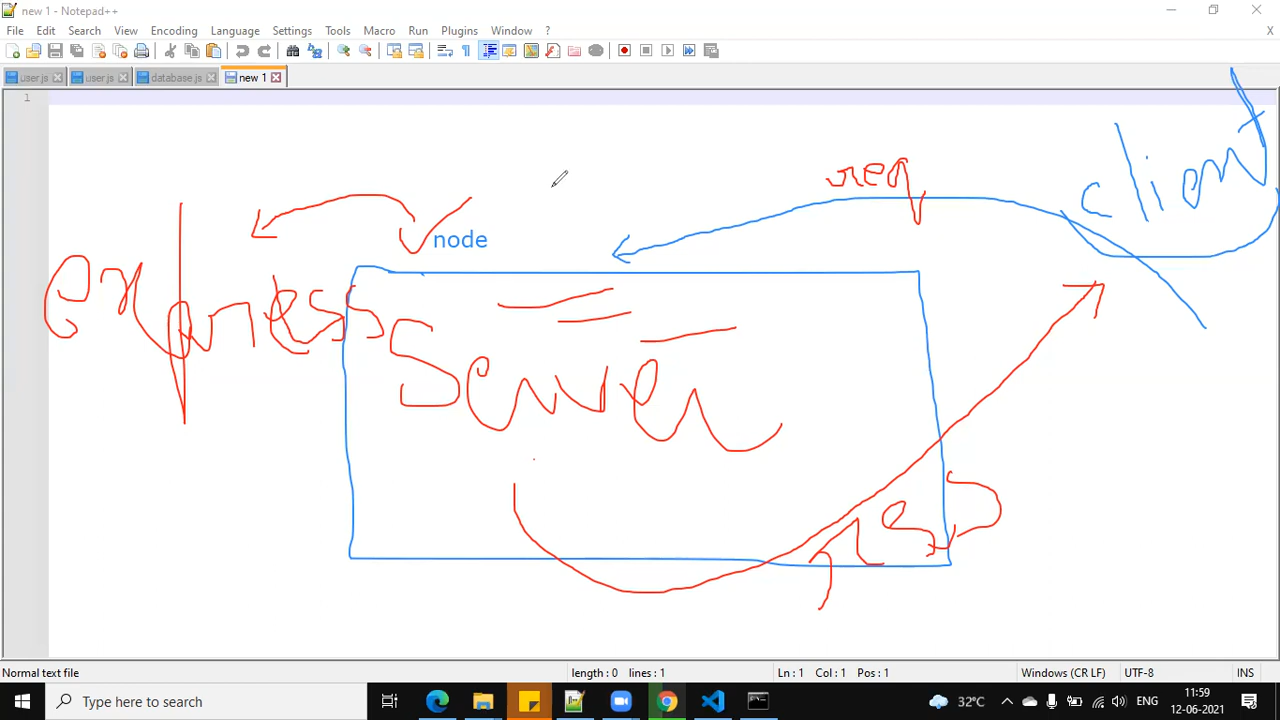 new 1 - Notepad++
File Edit Search View Encoding Language Settings Tools Macro Run Plugins Window ? X
user.js user.js database.js new 1
1
client
req
node
express
Server
resp
Normal text file length : 0 lines : 1 Ln : 1 Col : 1 Pos : 1 Windows (CR LF) UTF-8 INS
Type here to search 32°C ENG 11:59
12-06-2021